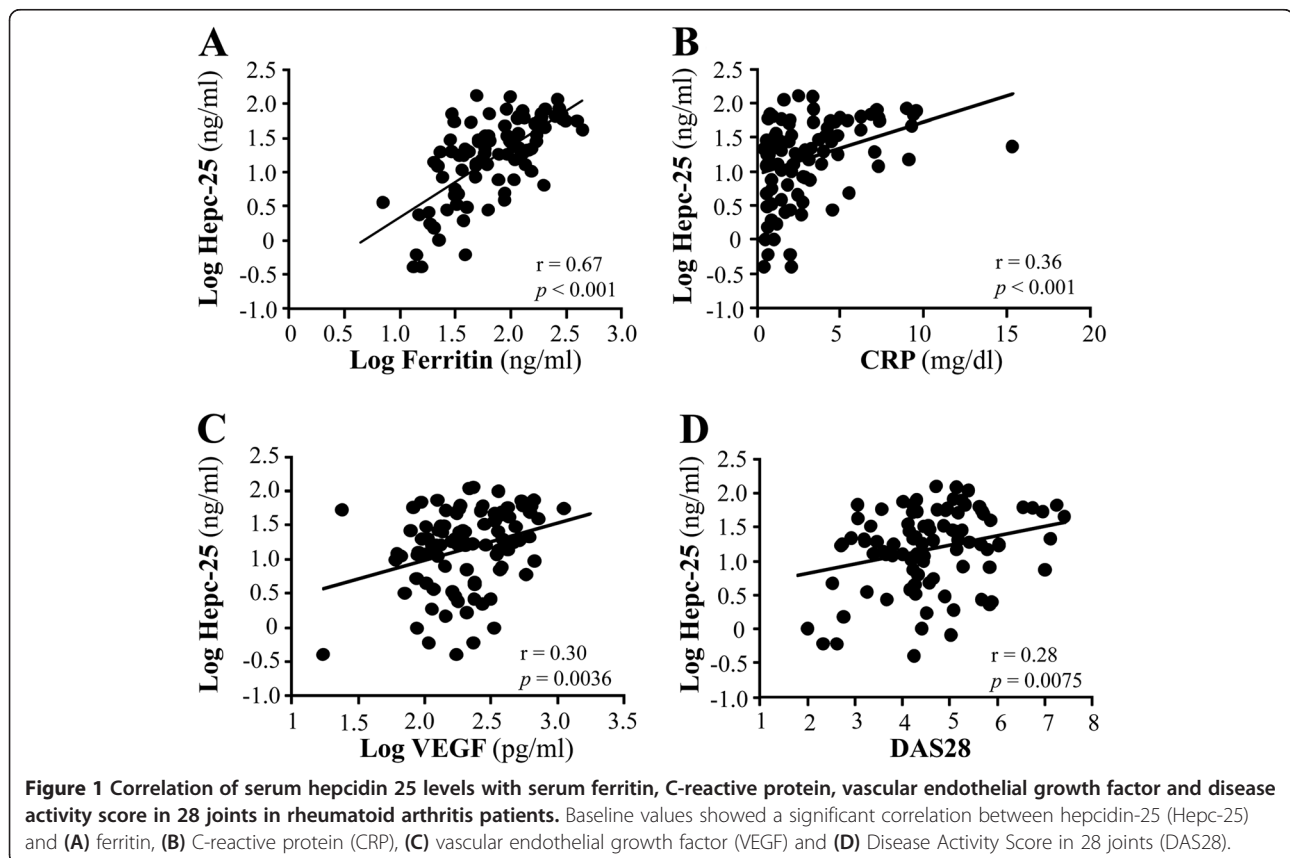 A
2.5
2.0
1.5
1.0
0.5
0
-0.5
-1.0
Log Hepc-25 (ng/ml)
r = 0.67
p < 0.001
0 0.5 1.0 1.5 2.0 2.5 3.0
Log Ferritin (ng/ml)
B
2.5
2.0
1.5
1.0
0.5
0
-0.5
-1.0
Log Hepc-25 (ng/ml)
r = 0.36
p < 0.001
0 5 10 15 20
CRP (mg/dl)
C
2.5
2.0
1.5
1.0
0.5
0
-0.5
-1.0
Log Hepc-25 (ng/ml)
r = 0.30
p = 0.0036
1 1.5 2.0 2.5 3.0 3.5
Log VEGF (pg/ml)
D
2.5
2.0
1.5
1.0
0.5
0
-0.5
-1.0
Log Hepc-25 (ng/ml)
r = 0.28
p = 0.0075
1 2 3 4 5 6 7 8
DAS28
Figure 1 Correlation of serum hepcidin 25 levels with serum ferritin, C-reactive protein, vascular endothelial growth factor and disease
activity score in 28 joints in rheumatoid arthritis patients. Baseline values showed a significant correlation between hepcidin-25 (Hepc-25)
and (A) ferritin, (B) C-reactive protein (CRP), (C) vascular endothelial growth factor (VEGF) and (D) Disease Activity Score in 28 joints (DAS28).